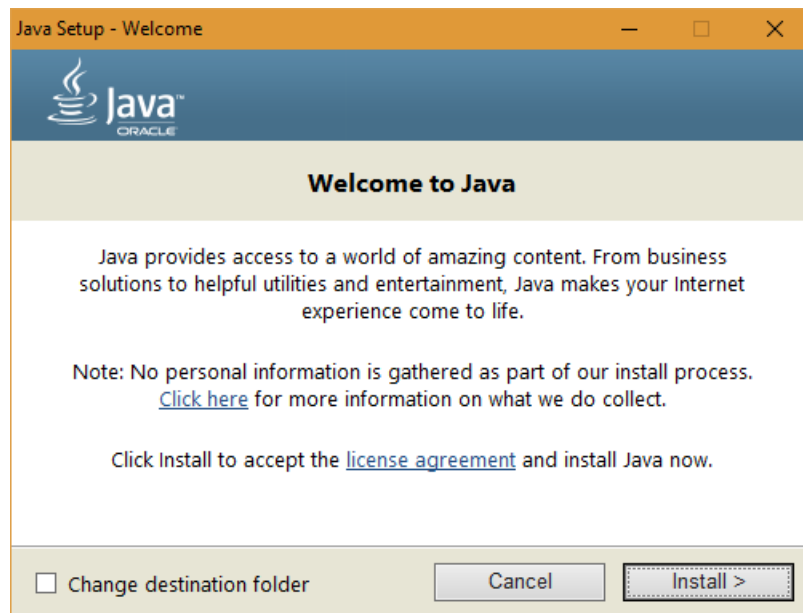 Java Setup - Welcome
Java™
ORACLE
Welcome to Java
Java provides access to a world of amazing content. From business
solutions to helpful utilities and entertainment, Java makes your Internet
experience come to life.
Note: No personal information is gathered as part of our install process.
Click here for more information on what we do collect.
Click Install to accept the license agreement and install Java now.
Change destination folder
Cancel
Install >